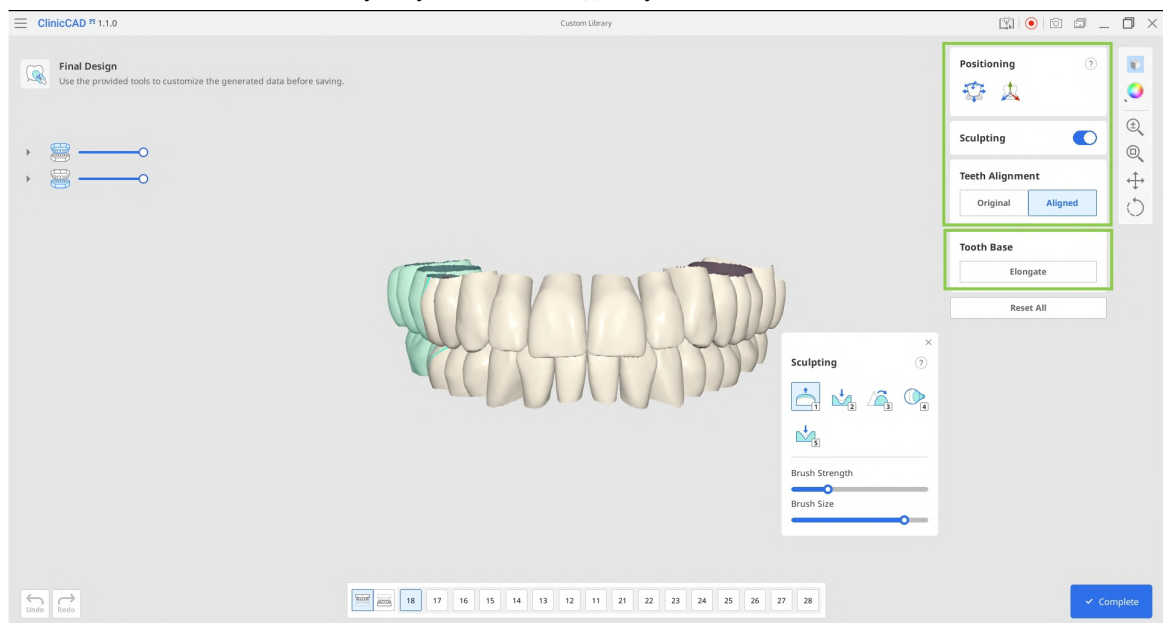 ClinicCAD 1.1.0
Custom Library
Final Design
Use the provided tools to customize the generated data before saving.
Positioning
?
Sculpting
Teeth Alignment
Original Aligned
Tooth Base
Elongate
Reset All
Sculpting
?
1 2 3 4
5
Brush Strength
Brush Size
Undo Redo
18 17 16 15 14 13 12 11 21 22 23 24 25 26 27 28
Complete